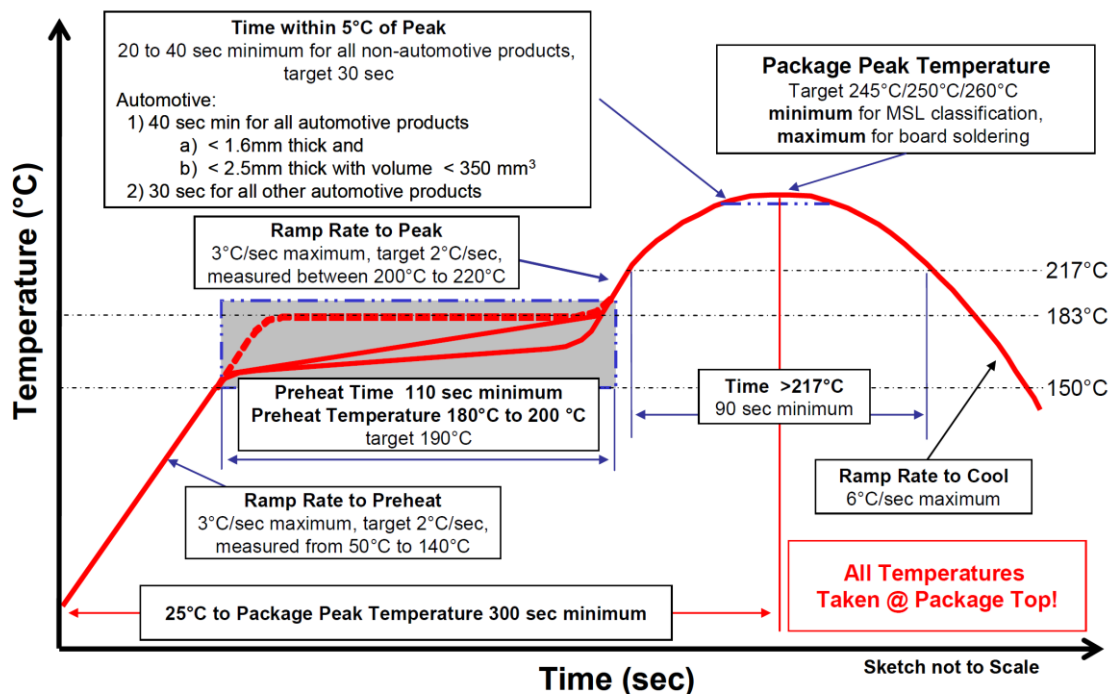 Time within 5°C of Peak
20 to 40 sec minimum for all non-automotive products,
target 30 sec
Automotive:
1) 40 sec min for all automotive products
a) < 1.6mm thick and
b) < 2.5mm thick with volume < 350 mm³
2) 30 sec for all other automotive products
Package Peak Temperature
Target 245°C/250°C/260°C
minimum for MSL classification,
maximum for board soldering
Ramp Rate to Peak
3°C/sec maximum, target 2°C/sec,
measured between 200°C to 220°C
217°C
183°C
150°C
Preheat Time 110 sec minimum
Preheat Temperature 180°C to 200 °C
target 190°C
Time >217°C
90 sec minimum
Ramp Rate to Preheat
3°C/sec maximum, target 2°C/sec,
measured from 50°C to 140°C
Ramp Rate to Cool
6°C/sec maximum
25°C to Package Peak Temperature 300 sec minimum
All Temperatures
Taken @ Package Top!
Temperature (°C)
Time (sec)
Sketch not to Scale